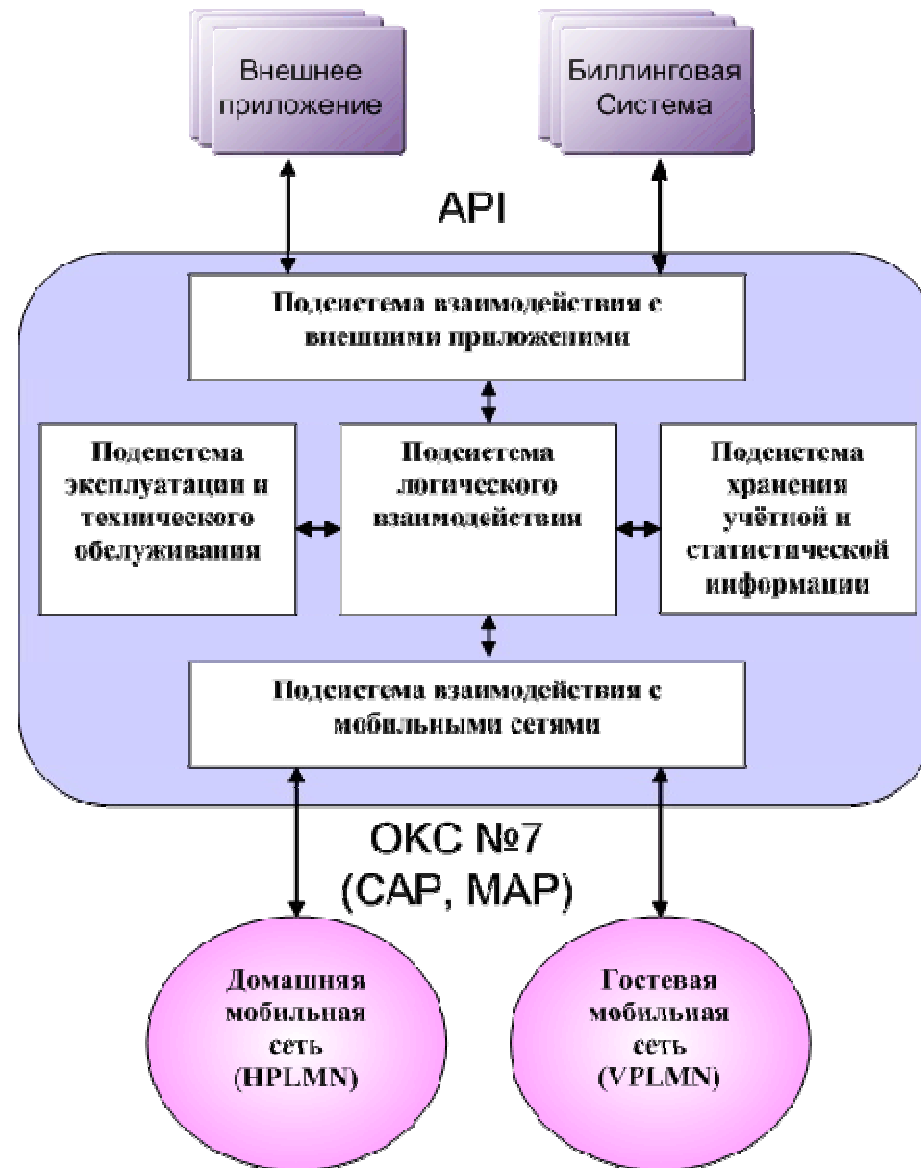 Внешнее
приложение
Биллинговая
Система
API
Подсистема взаимодействия с
внешними приложеними
Подсистема
эксплуатации и
технического
обслуживания
Подсистема
логического
взаимодействия
Подсистема
хранения
учётной и
статистической
информации
Подсистема взаимодействия с
мобильными сетями
ОКС №7
(CAP, MAP)
Домашняя
мобильная
сеть
(HPLMN)
Гостевая
мобильная
сеть
(VPLMN)